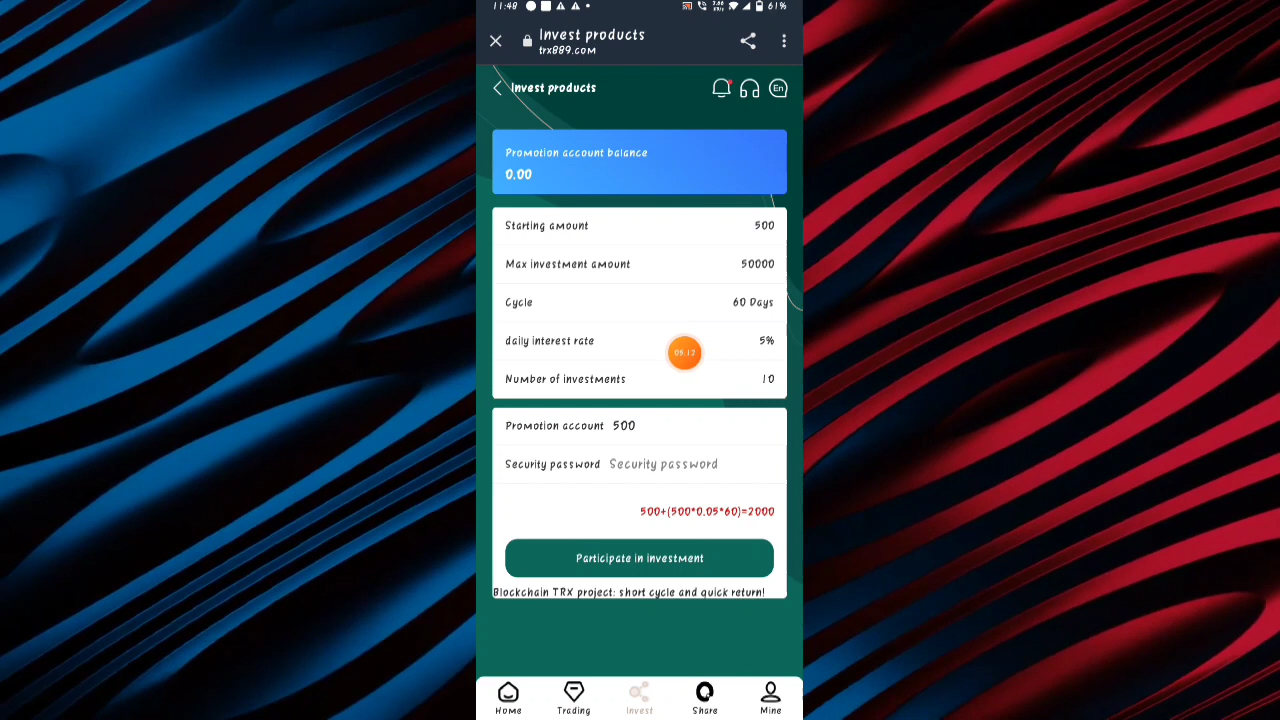 11:48
61%
Invest products
trx889.com
Invest products
En
Promotion account balance
0.00
Starting amount 500
Max investment amount 50000
Cycle 60 Days
daily interest rate 5%
Number of investments 10
Promotion account 500
Security password Security password
500+(500*0.05*60)=2000
Participate in investment
Blockchain TRX project: short cycle and quick return!
Home Trading Invest Share Mine